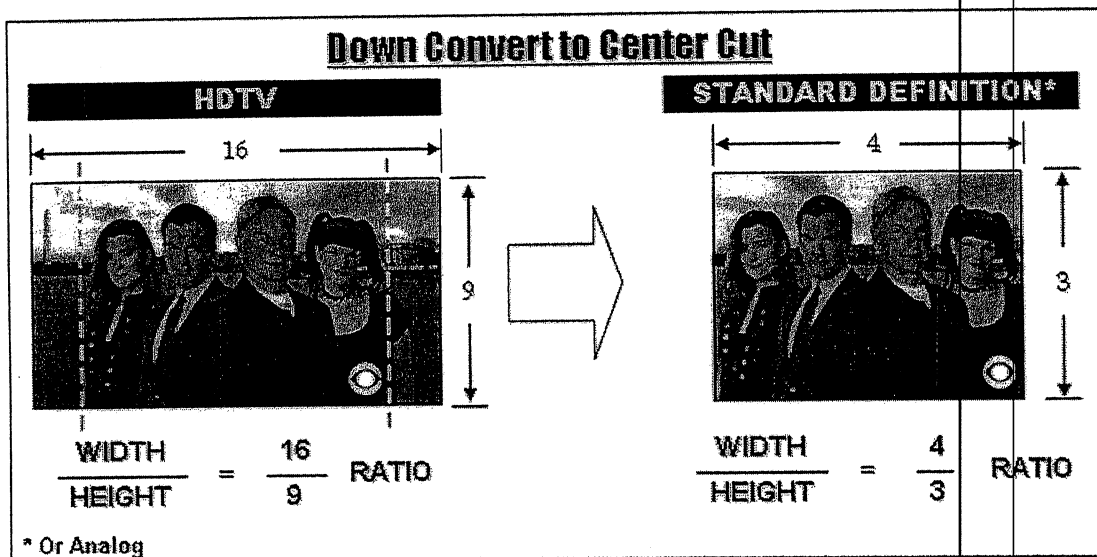 Down Convert to Center Cut
HDTV
STANDARD DEFINITION*
16
4
9
3
WIDTH
HEIGHT
=
16
9
RATIO
WIDTH
HEIGHT
=
4
3
RATIO
* Or Analog